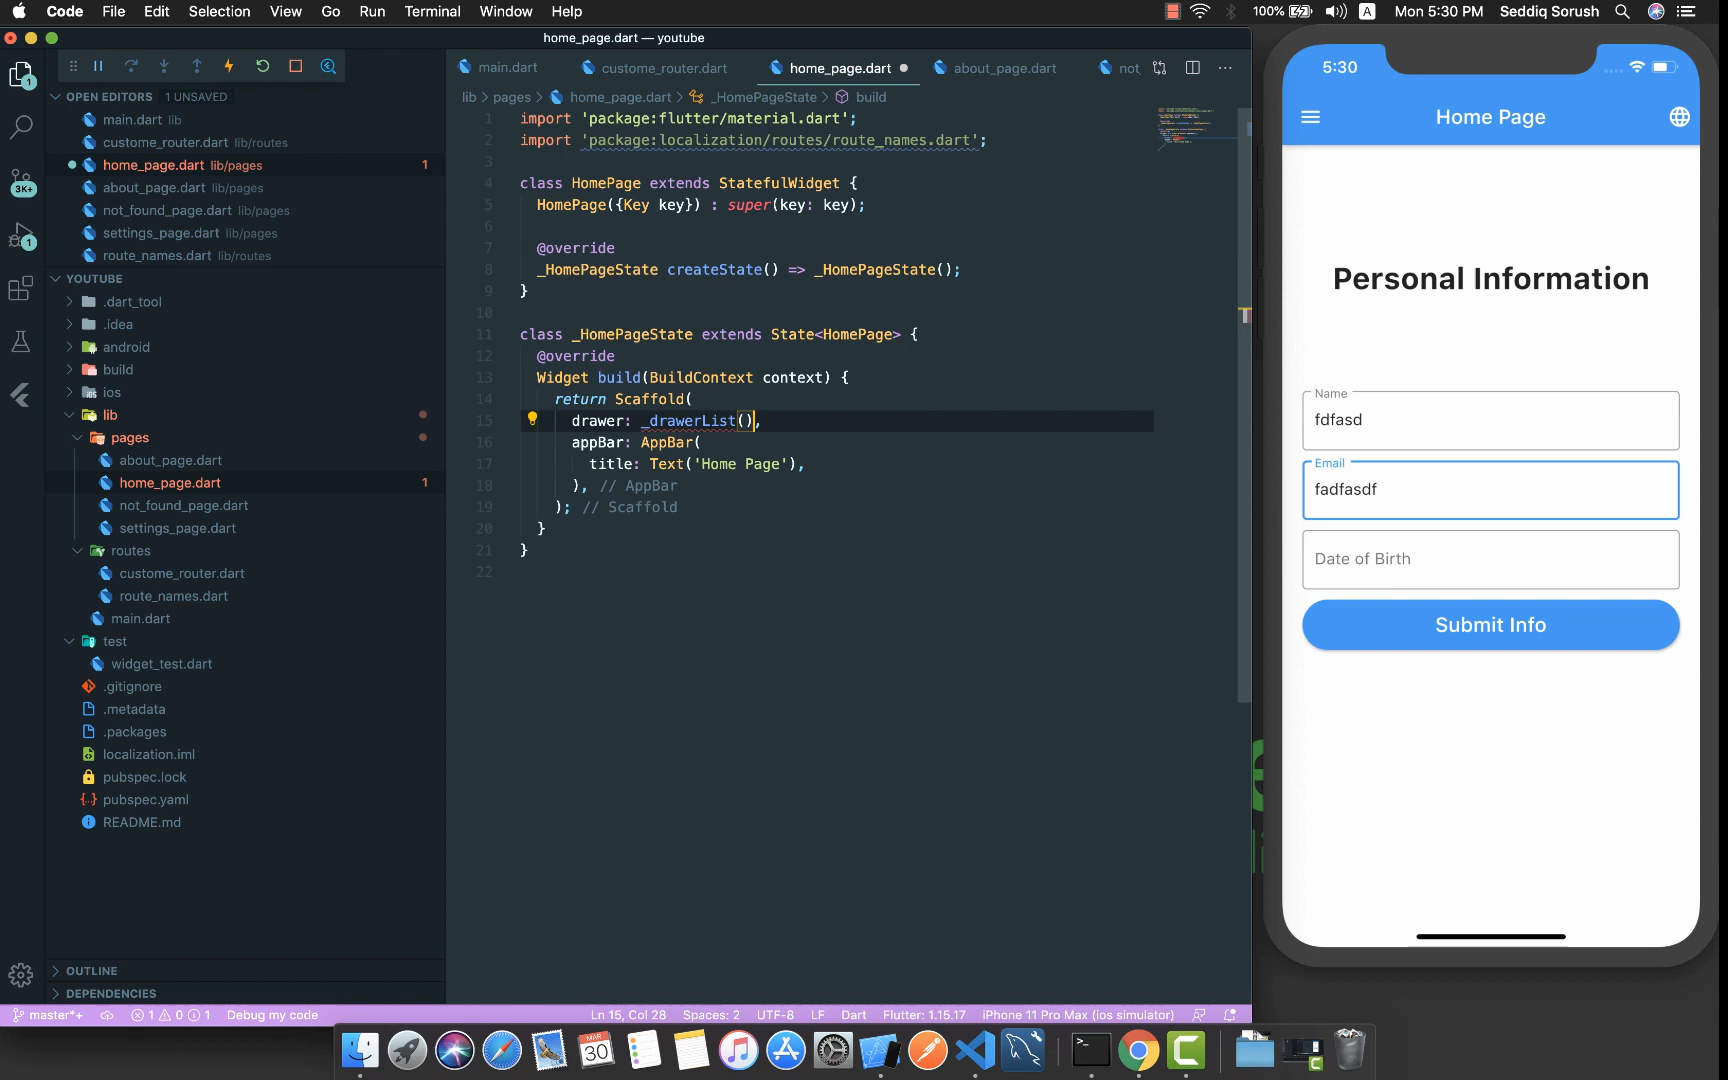 Code File Edit Selection View Go Run Terminal Window Help
100% A Mon 5:30 PM Seddiq Sorush
home_page.dart — youtube
OPEN EDITORS 1 UNSAVED
main.dart lib
custome_router.dart lib/routes
home_page.dart lib/pages 1
about_page.dart lib/pages
not_found_page.dart lib/pages
settings_page.dart lib/pages
route_names.dart lib/routes
YOUTUBE
.dart_tool
.idea
android
build
ios
lib
pages
about_page.dart
home_page.dart 1
not_found_page.dart
settings_page.dart
routes
custome_router.dart
route_names.dart
main.dart
test
widget_test.dart
.gitignore
.metadata
.packages
localization.iml
pubspec.lock
pubspec.yaml
README.md
OUTLINE
DEPENDENCIES
1
3K+
1
main.dart custome_router.dart home_page.dart about_page.dart not_
lib > pages > home_page.dart > _HomePageState > build
1 import 'package:flutter/material.dart';
2 import 'package:localization/routes/route_names.dart';
3
4 class HomePage extends StatefulWidget {
5 HomePage({Key key}) : super(key: key);
6
7 @override
8 _HomePageState createState() => _HomePageState();
9 }
10
11 class _HomePageState extends State<HomePage> {
12 @override
13 Widget build(BuildContext context) {
14 return Scaffold(
15 drawer: _drawerList(),
16 appBar: AppBar(
17 title: Text('Home Page'),
18 ), // AppBar
19 ); // Scaffold
20 }
21 }
22
master*+ 1 0 1 Debug my code Ln 15, Col 28 Spaces: 2 UTF-8 LF Dart Flutter: 1.15.17 iPhone 11 Pro Max (ios simulator)
5:30
Home Page
Personal Information
Name
fdfasd
Email
fadfasdf
Date of Birth
Submit Info
MAR
30